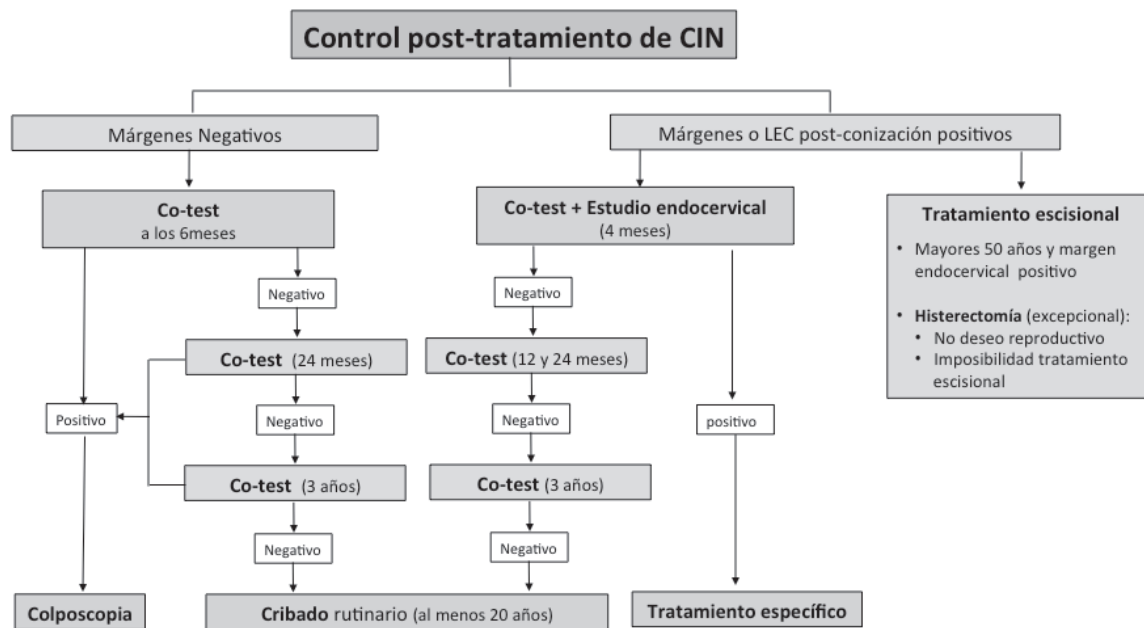 Control post-tratamiento de CIN
Márgenes Negativos
Márgenes o LEC post-conización positivos
Co-test
a los 6meses
Co-test + Estudio endocervical
(4 meses)
Tratamiento escisional
• Mayores 50 años y margen
endocervical positivo
• Histerectomía (excepcional):
• No deseo reproductivo
• Imposibilidad tratamiento
escisional
Negativo
Negativo
Co-test (24 meses)
Co-test (12 y 24 meses)
Positivo
Negativo
Negativo
positivo
Co-test (3 años)
Co-test (3 años)
Negativo
Negativo
Colposcopia
Cribado rutinario (al menos 20 años)
Tratamiento específico